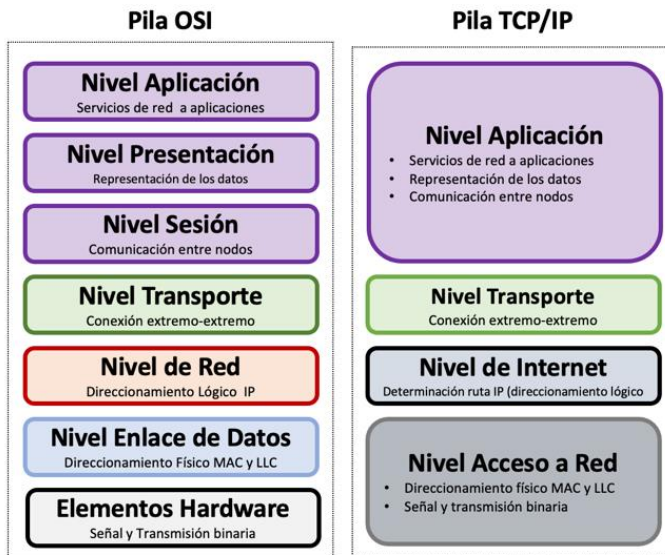 Pila OSI
Nivel Aplicación
Servicios de red a aplicaciones
Nivel Presentación
Representación de los datos
Nivel Sesión
Comunicación entre nodos
Nivel Transporte
Conexión extremo-extremo
Nivel de Red
Direccionamiento Lógico IP
Nivel Enlace de Datos
Direccionamiento Físico MAC y LLC
Elementos Hardware
Señal y Transmisión binaria
Pila TCP/IP
Nivel Aplicación
• Servicios de red a aplicaciones
• Representación de los datos
• Comunicación entre nodos
Nivel Transporte
Conexión extremo-extremo
Nivel de Internet
Determinación ruta IP (direccionamiento lógico
Nivel Acceso a Red
• Direccionamiento físico MAC y LLC
• Señal y transmisión binaria